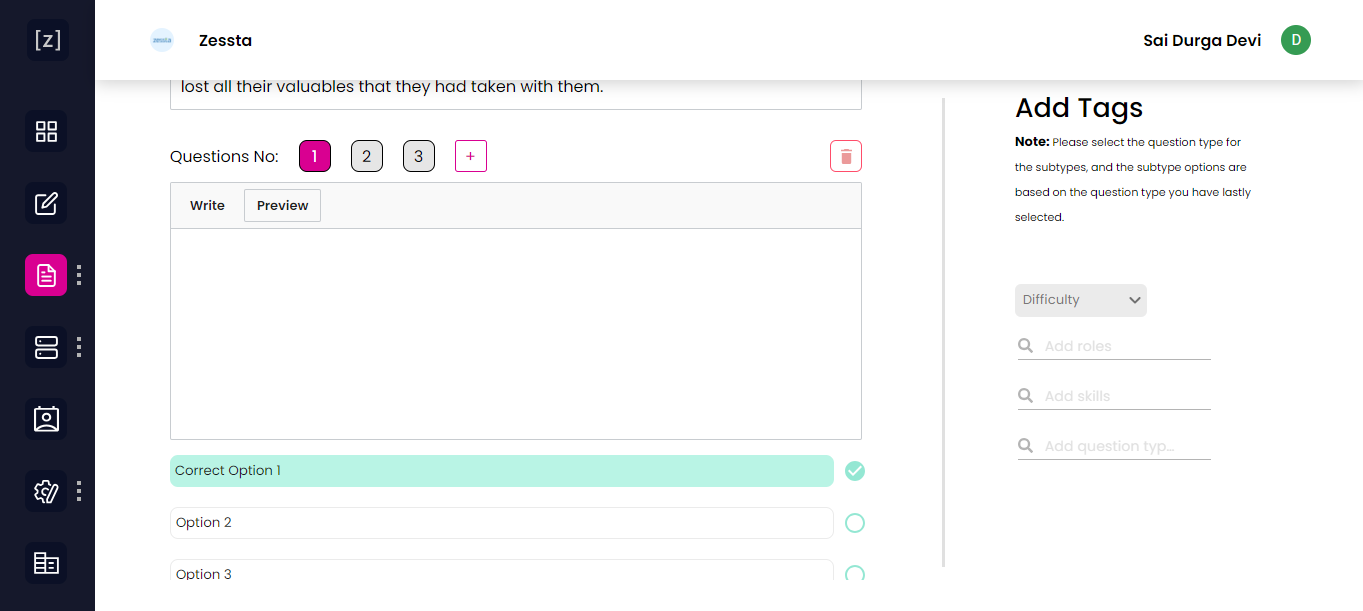 [z]
zessta
Zessta
Sai Durga Devi
D
lost all their valuables that they had taken with them.
Questions No:
1
2
3
+
Write
Preview
Correct Option 1
Option 2
Option 3
Add Tags
Note: Please select the question type for
the subtypes, and the subtype options are
based on the question type you have lastly
selected.
Difficulty
Add roles
Add skills
Add question typ...